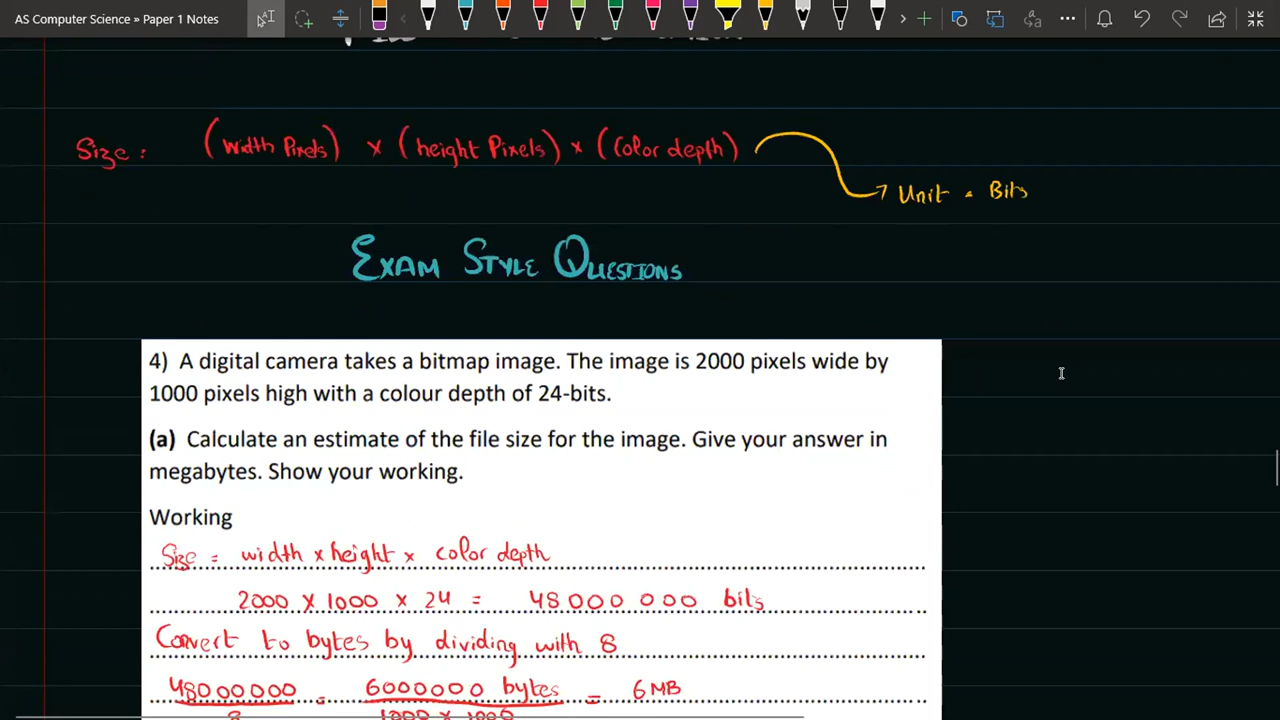 AS Computer Science » Paper 1 Notes
Size : (width Pixels) x (height Pixels) x (Color depth)
→ Unit = Bits
EXAM STYLE QUESTIONS
4) A digital camera takes a bitmap image. The image is 2000 pixels wide by
1000 pixels high with a colour depth of 24-bits.
(a) Calculate an estimate of the file size for the image. Give your answer in
megabytes. Show your working.
Working
Size = width x height x color depth
2000 x 1000 x 24 = 48000 000 bits
Convert to bytes by dividing with 8
48000000 = 6000000 bytes = 6 MB
8 1000 x 1000